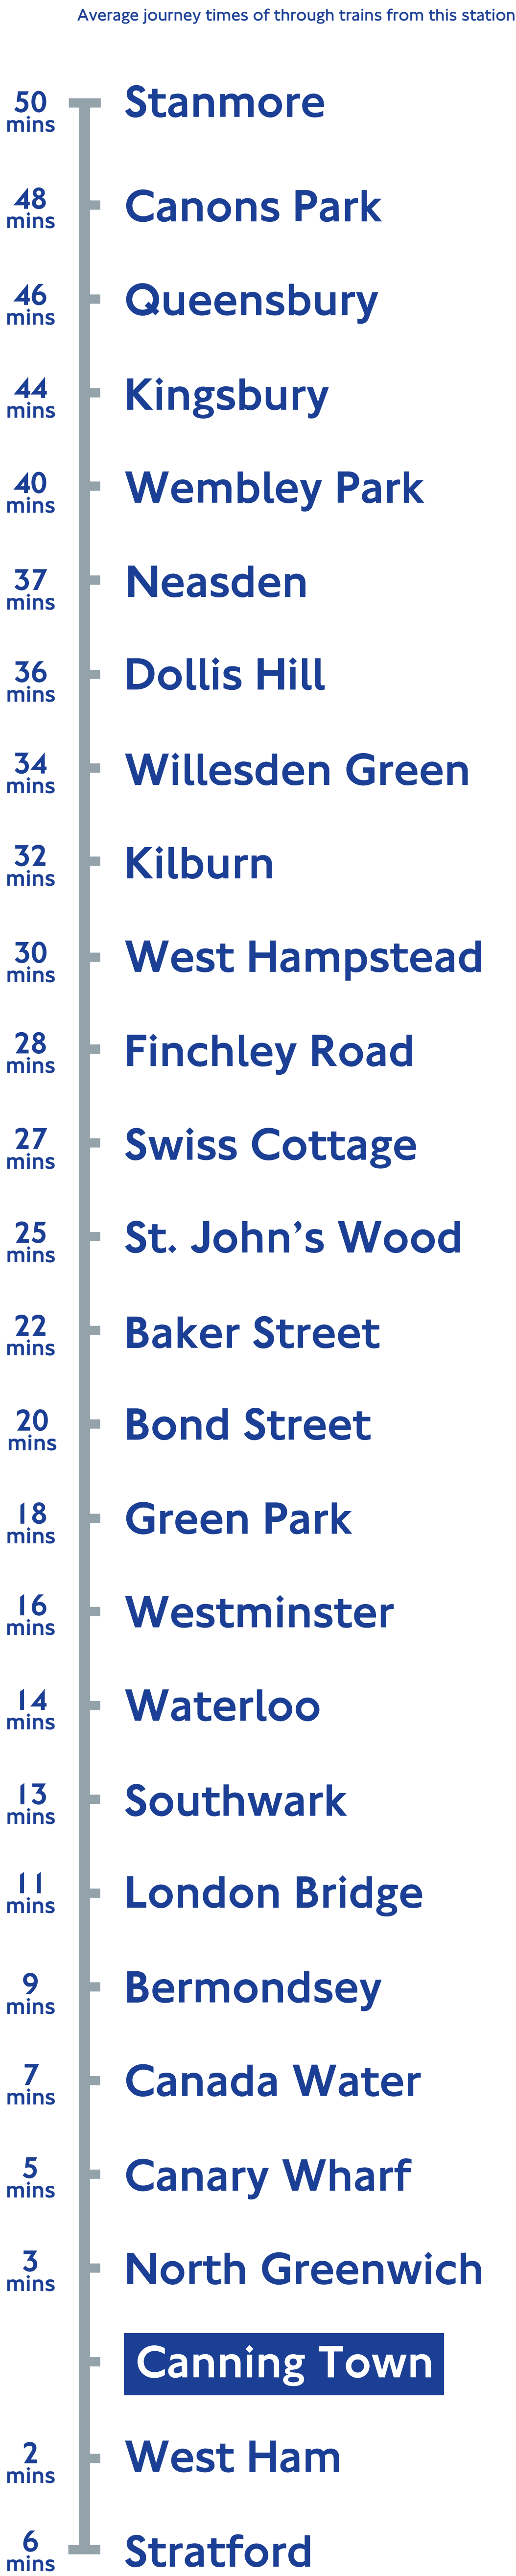 Average journey times of through trains from this station
50
mins
Stanmore
48
mins
Canons Park
46
mins
Queensbury
44
mins
Kingsbury
40
mins
Wembley Park
37
mins
Neasden
36
mins
Dollis Hill
34
mins
Willesden Green
32
mins
Kilburn
30
mins
West Hampstead
28
mins
Finchley Road
27
mins
Swiss Cottage
25
mins
St. John’s Wood
22
mins
Baker Street
20
mins
Bond Street
18
mins
Green Park
16
mins
Westminster
14
mins
Waterloo
13
mins
Southwark
11
mins
London Bridge
9
mins
Bermondsey
7
mins
Canada Water
5
mins
Canary Wharf
3
mins
North Greenwich
Canning Town
2
mins
West Ham
6
mins
Stratford